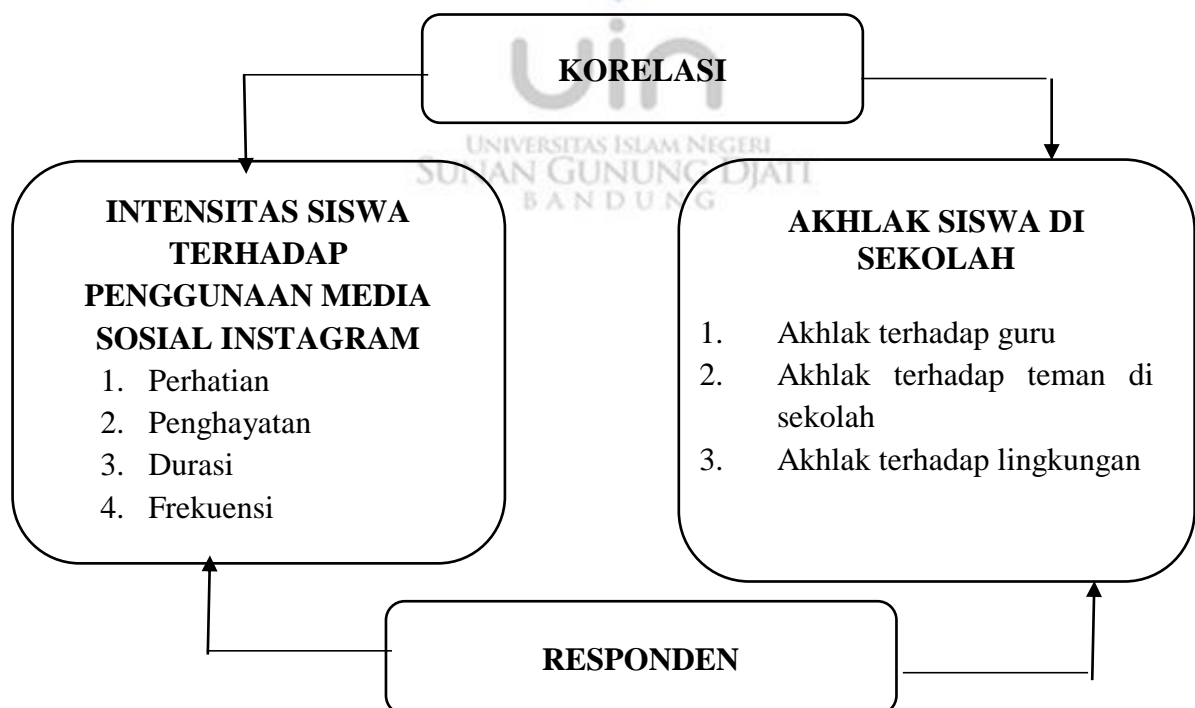 KORELASI
uin
UNIVERSITAS ISLAM NEGERI
SUNAN GUNUNG DJATI
BANDUNG
INTENSITAS SISWA
TERHADAP
PENGGUNAAN MEDIA
SOSIAL INSTAGRAM
1. Perhatian
2. Penghayatan
3. Durasi
4. Frekuensi
AKHLAK SISWA DI
SEKOLAH
1. Akhlak terhadap guru
2. Akhlak terhadap teman di
sekolah
3. Akhlak terhadap lingkungan
RESPONDEN